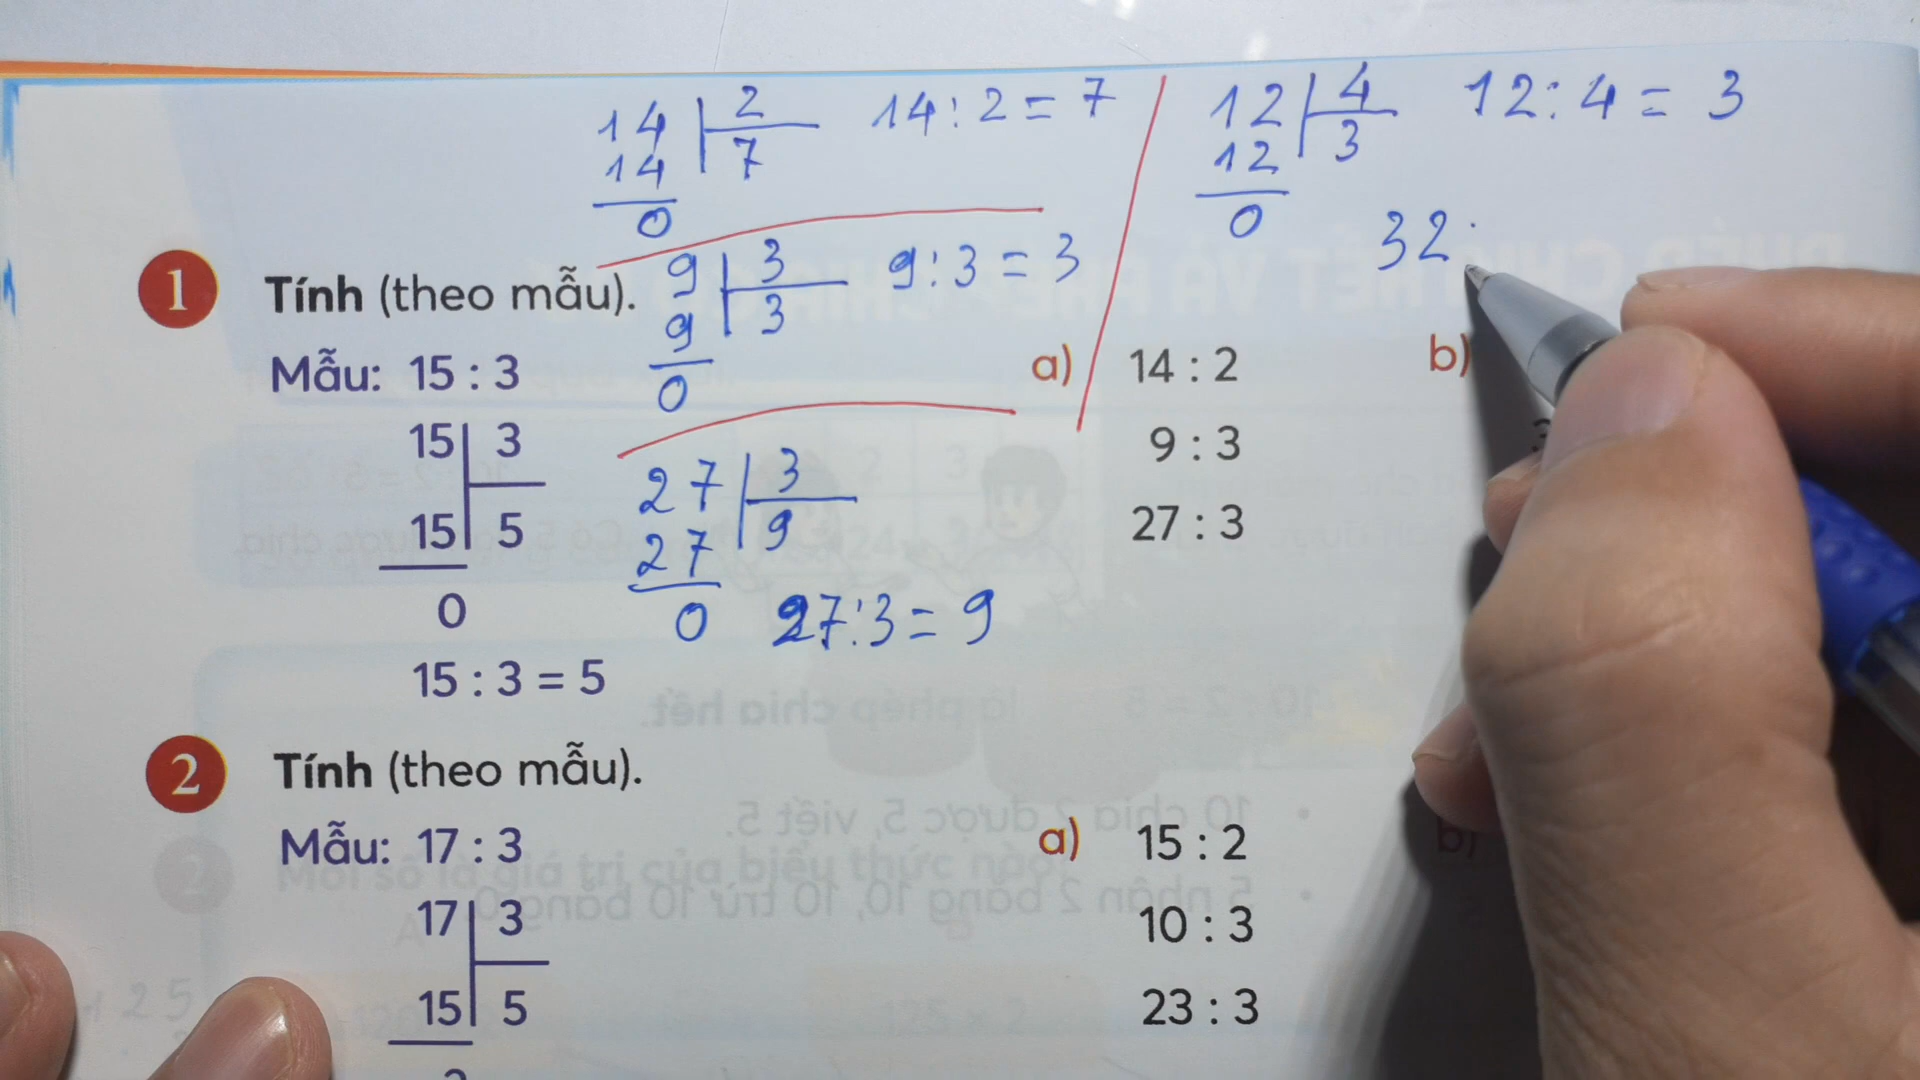 14 2 14 : 2 = 7
14 7
0
12 4 12 : 4 = 3
12 3
0
32 :
9 3 9 : 3 = 3
9 3
0
27 3
27 9
0 27 : 3 = 9
1 Tính (theo mẫu).
Mẫu: 15 : 3
15 3
15 5
0
15 : 3 = 5
a) 14 : 2
9 : 3
27 : 3
b)
2 Tính (theo mẫu).
Mẫu: 17 : 3
17 3
15 5
a) 15 : 2
10 : 3
23 : 3
b)